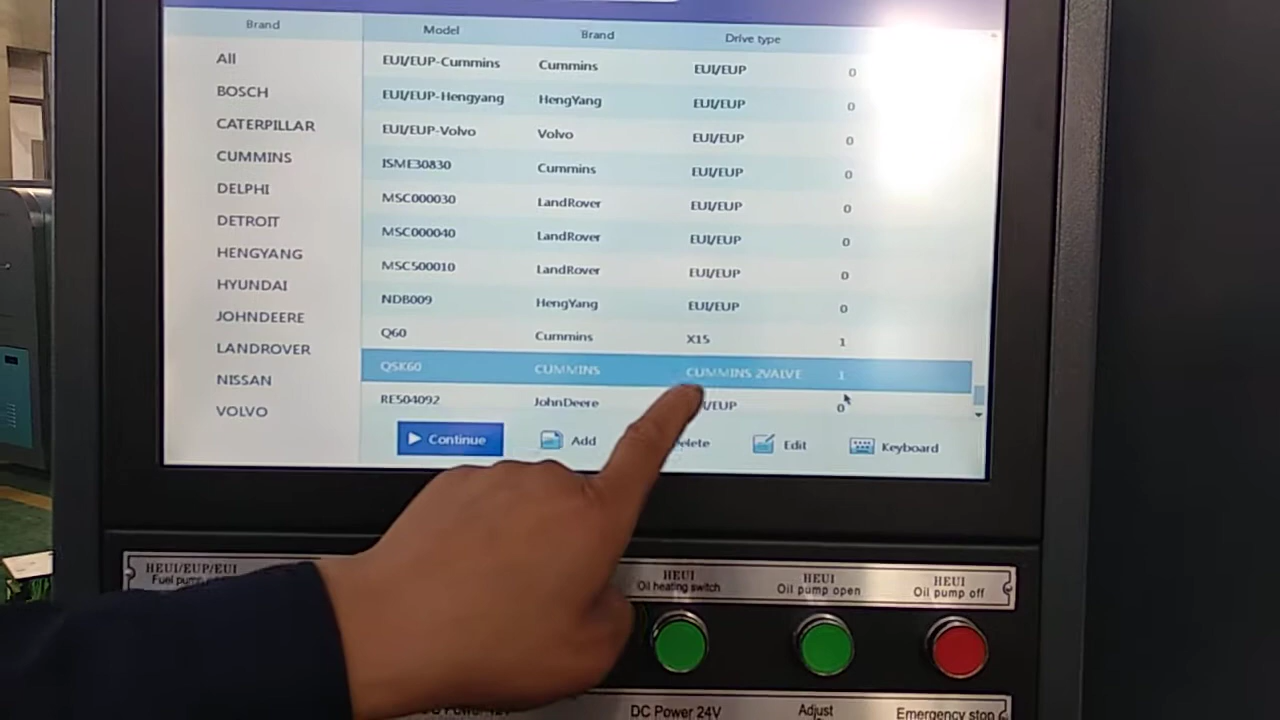 Brand Model Brand Drive type
All
BOSCH
CATERPILLAR
CUMMINS
DELPHI
DETROIT
HENGYANG
HYUNDAI
JOHNDEERE
LANDROVER
NISSAN
VOLVO
EUI/EUP-Cummins Cummins EUI/EUP 0
EUI/EUP-Hengyang HengYang EUI/EUP 0
EUI/EUP-Volvo Volvo EUI/EUP 0
ISME30830 Cummins EUI/EUP 0
MSC000030 LandRover EUI/EUP 0
MSC000040 LandRover EUI/EUP 0
MSC500010 LandRover EUI/EUP 0
NDB009 HengYang EUI/EUP 0
Q60 Cummins X15 1
QSK60 CUMMINS CUMMINS 2VALVE 1
RE504092 JohnDeere /EUP 0
Continue Add Edit Keyboard
HEUI/EUP/EUI
Fuel
HEUI
Oil heating switch
HEUI
Oil pump open
HEUI
Oil pump off
DC Power 24V
Adjust
Emergency stop